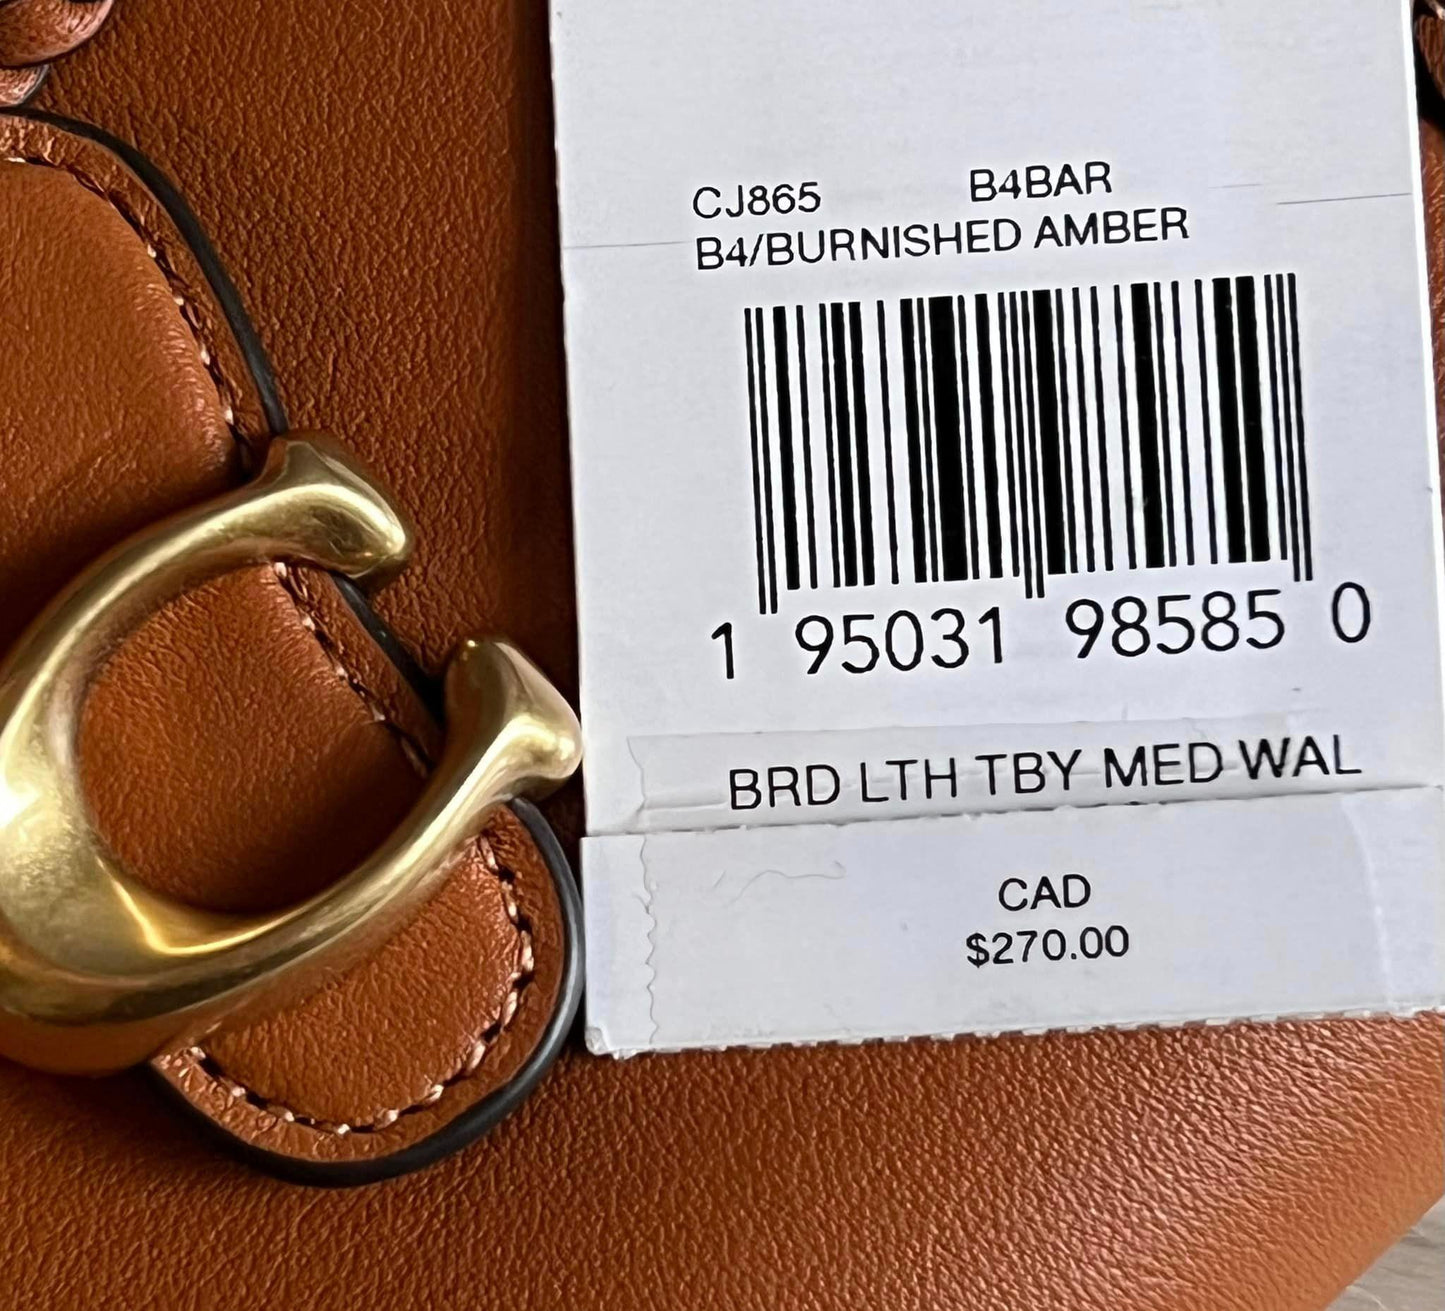 CJ865 B4BAR
B4/BURNISHED AMBER
1 95031 98585 0
BRD LTH TBY MED WAL
CAD
$270.00